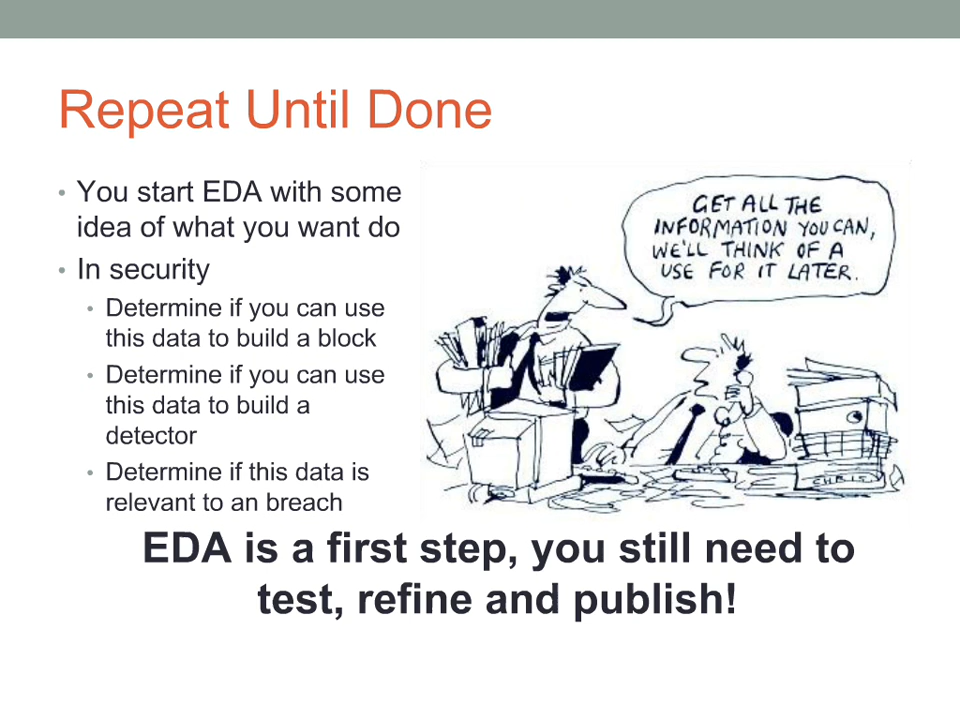 Repeat Until Done
• You start EDA with some
idea of what you want do
• In security
• Determine if you can use
this data to build a block
• Determine if you can use
this data to build a
detector
• Determine if this data is
relevant to an breach
GET ALL THE
INFORMATION YOU CAN,
WE'LL THINK OF A
USE FOR IT LATER.
CHRIS
EDA is a first step, you still need to
test, refine and publish!